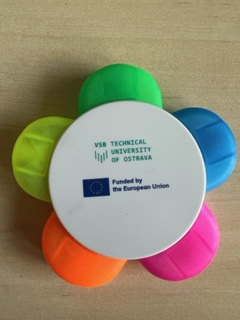 VSB TECHNICAL
UNIVERSITY
OF OSTRAVA
Funded by
the European Union